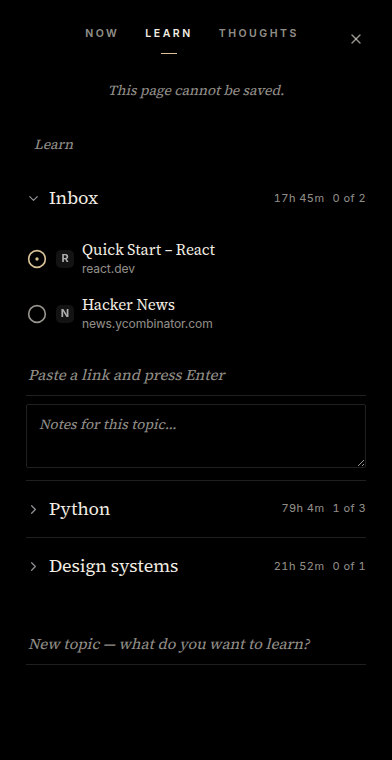 NOW LEARN THOUGHTS
This page cannot be saved.
Learn
Inbox 17h 45m 0 of 2
R Quick Start – React
react.dev
N Hacker News
news.ycombinator.com
Paste a link and press Enter
Notes for this topic...
Python 79h 4m 1 of 3
Design systems 21h 52m 0 of 1
New topic — what do you want to learn?